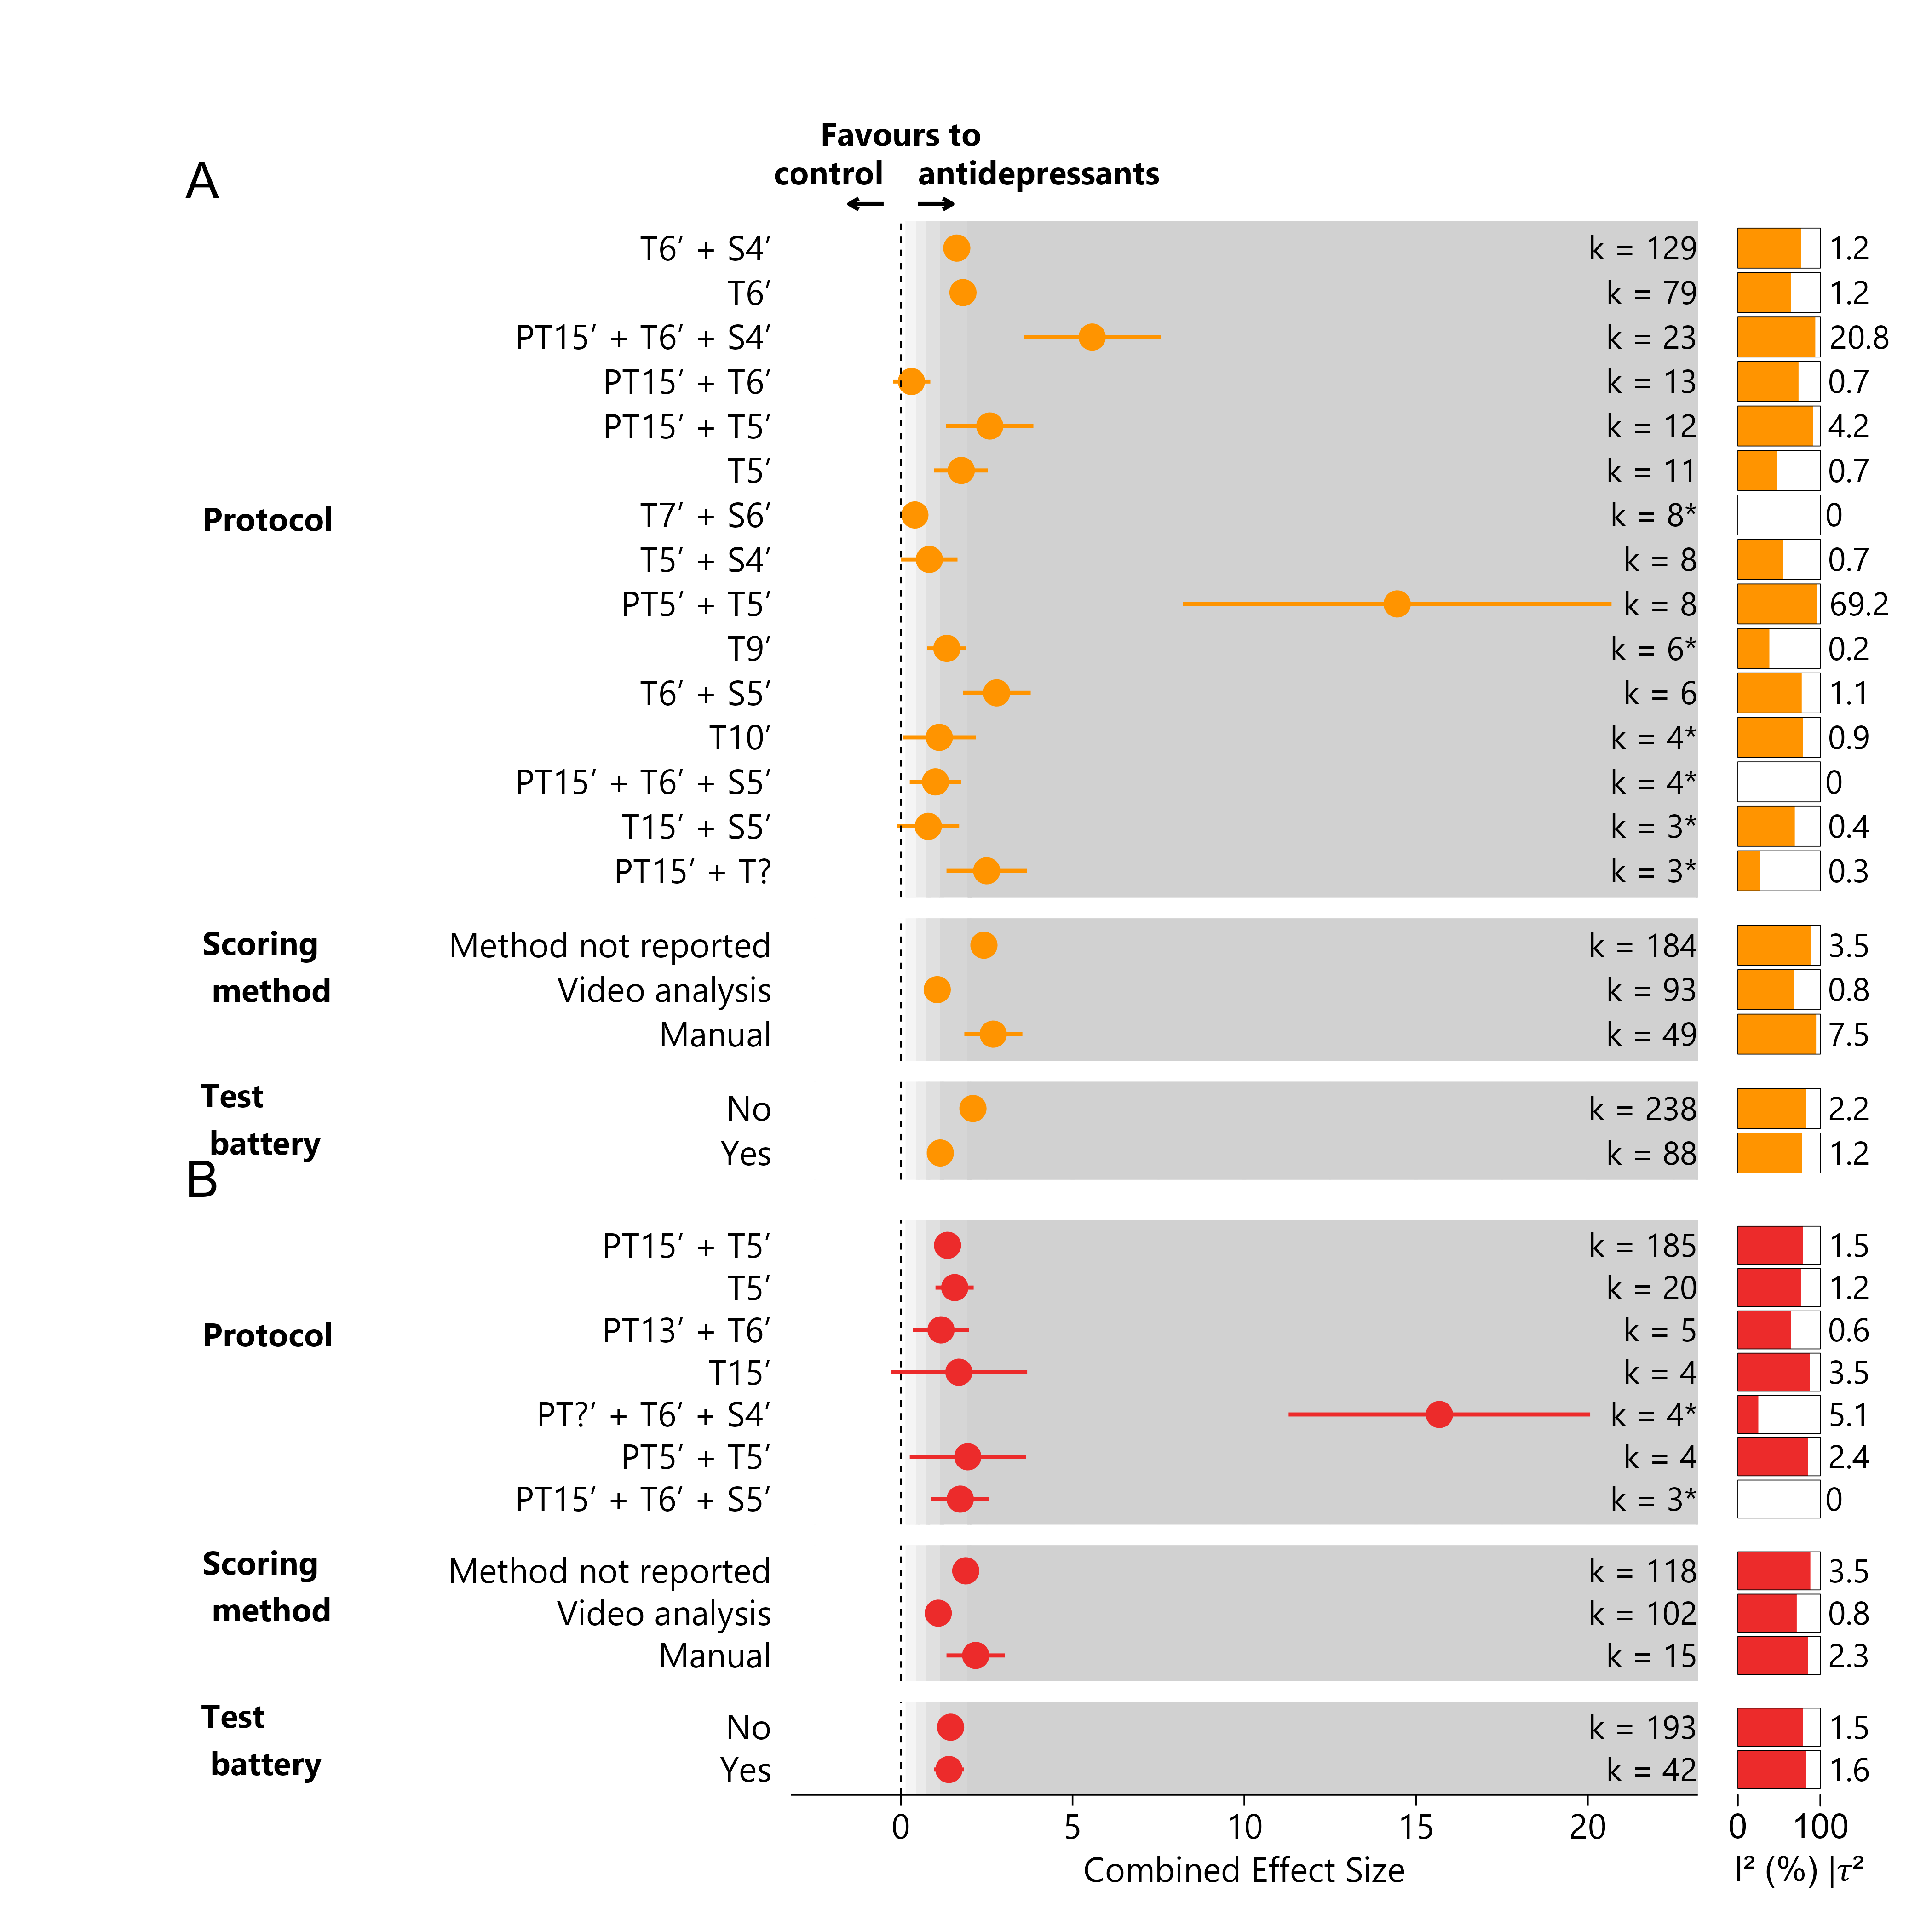 Favours to
control antidepressants
A
T6′ + S4′ k = 129 1.2
T6′ k = 79 1.2
PT15′ + T6′ + S4′ k = 23 20.8
PT15′ + T6′ k = 13 0.7
PT15′ + T5′ k = 12 4.2
T5′ k = 11 0.7
Protocol T7′ + S6′ k = 8* 0
T5′ + S4′ k = 8 0.7
PT5′ + T5′ k = 8 69.2
T9′ k = 6* 0.2
T6′ + S5′ k = 6 1.1
T10′ k = 4* 0.9
PT15′ + T6′ + S5′ k = 4* 0
T15′ + S5′ k = 3* 0.4
PT15′ + T? k = 3* 0.3
Scoring Method not reported k = 184 3.5
method Video analysis k = 93 0.8
Manual k = 49 7.5
Test No k = 238 2.2
battery Yes k = 88 1.2
B
PT15′ + T5′ k = 185 1.5
T5′ k = 20 1.2
Protocol PT13′ + T6′ k = 5 0.6
T15′ k = 4 3.5
PT?′ + T6′ + S4′ k = 4* 5.1
PT5′ + T5′ k = 4 2.4
PT15′ + T6′ + S5′ k = 3* 0
Scoring Method not reported k = 118 3.5
method Video analysis k = 102 0.8
Manual k = 15 2.3
Test No k = 193 1.5
battery Yes k = 42 1.6
0 5 10 15 20 0 100
Combined Effect Size I² (%) |τ²